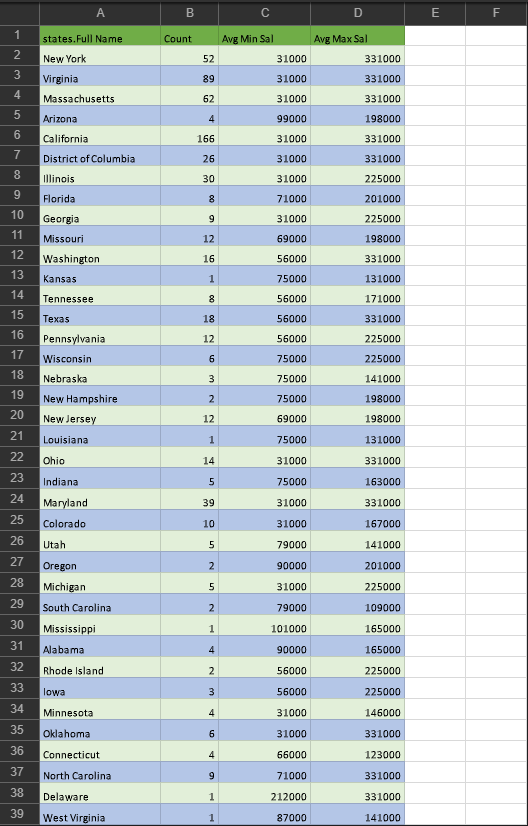 A B C D E F
1 states.Full Name Count Avg Min Sal Avg Max Sal
2 New York 52 31000 331000
3 Virginia 89 31000 331000
4 Massachusetts 62 31000 331000
5 Arizona 4 99000 198000
6 California 166 31000 331000
7 District of Columbia 26 31000 331000
8 Illinois 30 31000 225000
9 Florida 8 71000 201000
10 Georgia 9 31000 225000
11 Missouri 12 69000 198000
12 Washington 16 56000 331000
13 Kansas 1 75000 131000
14 Tennessee 8 56000 171000
15 Texas 18 56000 331000
16 Pennsylvania 12 56000 225000
17 Wisconsin 6 75000 225000
18 Nebraska 3 75000 141000
19 New Hampshire 2 75000 198000
20 New Jersey 12 69000 198000
21 Louisiana 1 75000 131000
22 Ohio 14 31000 331000
23 Indiana 5 75000 163000
24 Maryland 39 31000 331000
25 Colorado 10 31000 167000
26 Utah 5 79000 141000
27 Oregon 2 90000 201000
28 Michigan 5 31000 225000
29 South Carolina 2 79000 109000
30 Mississippi 1 101000 165000
31 Alabama 4 90000 165000
32 Rhode Island 2 56000 225000
33 Iowa 3 56000 225000
34 Minnesota 4 31000 146000
35 Oklahoma 6 31000 331000
36 Connecticut 4 66000 123000
37 North Carolina 9 71000 331000
38 Delaware 1 212000 331000
39 West Virginia 1 87000 141000